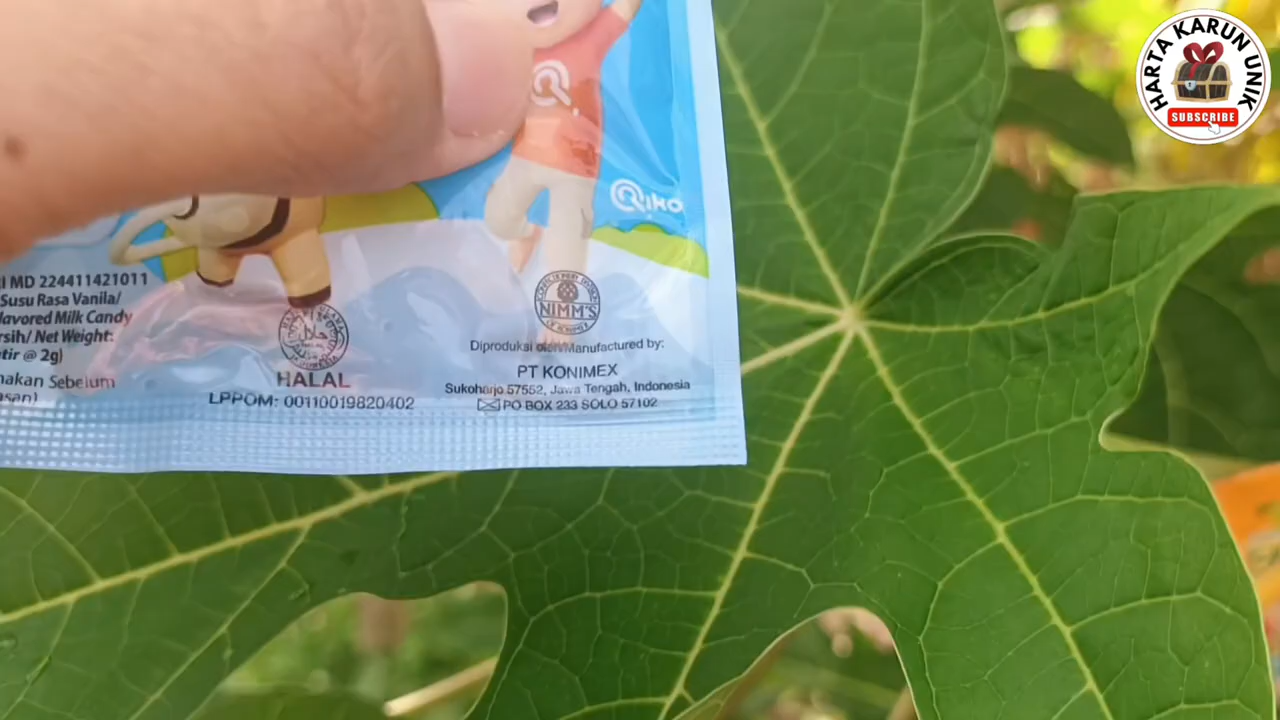 HARTA KARUN UNIK
SUBSCRIBE
Qiko
I MD 224411421011
Susu Rasa Vanila/
lavored Milk Candy
rsih/ Net Weight:
tir @ 2g)
nakan Sebelum
asan)
HALAL
LPPOM: 00110019820402
NIMM'S
Diproduksi oleh/Manufactured by:
PT KONIMEX
Sukoharjo 57552, Jawa Tengah, Indonesia
PO BOX 233 SOLO 57102